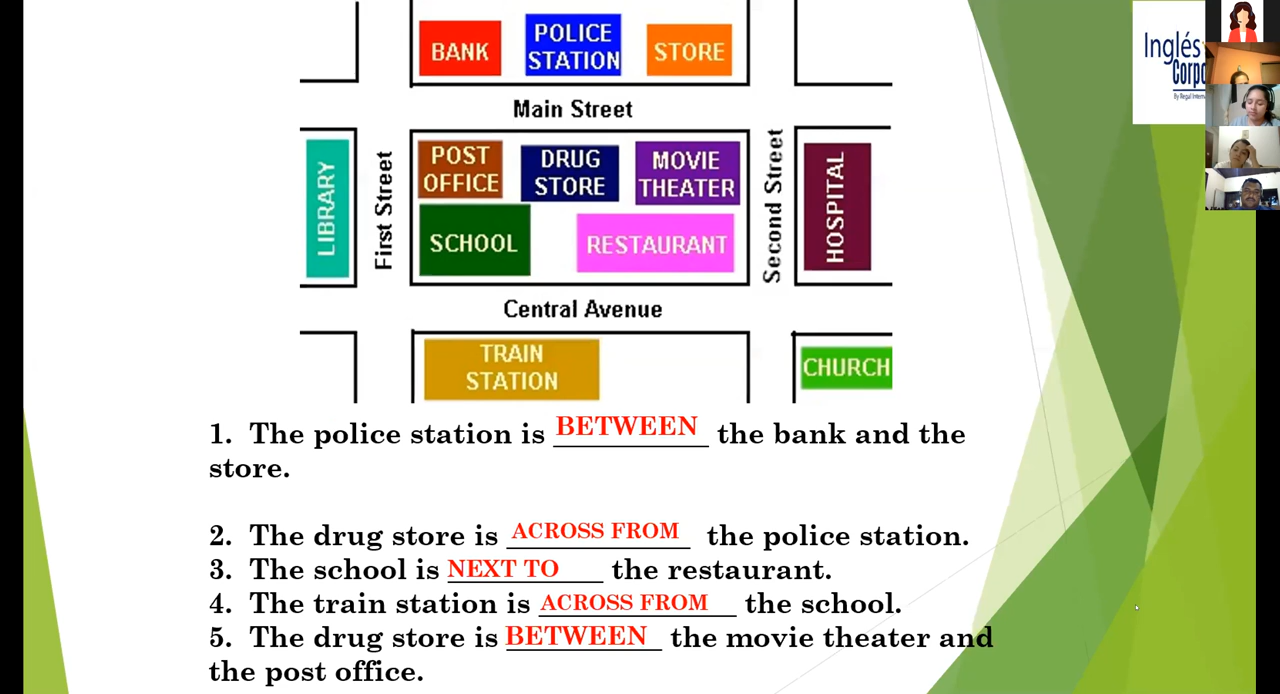 BANK
POLICE
STATION
STORE
Main Street
LIBRARY
First Street
POST
OFFICE
DRUG
STORE
MOVIE
THEATER
SCHOOL
RESTAURANT
Second Street
HOSPITAL
Central Avenue
TRAIN
STATION
CHURCH
1. The police station is BETWEEN the bank and the
store.
2. The drug store is ACROSS FROM the police station.
3. The school is NEXT TO the restaurant.
4. The train station is ACROSS FROM the school.
5. The drug store is BETWEEN the movie theater and
the post office.
Inglés
Corpo
By Regal Interna